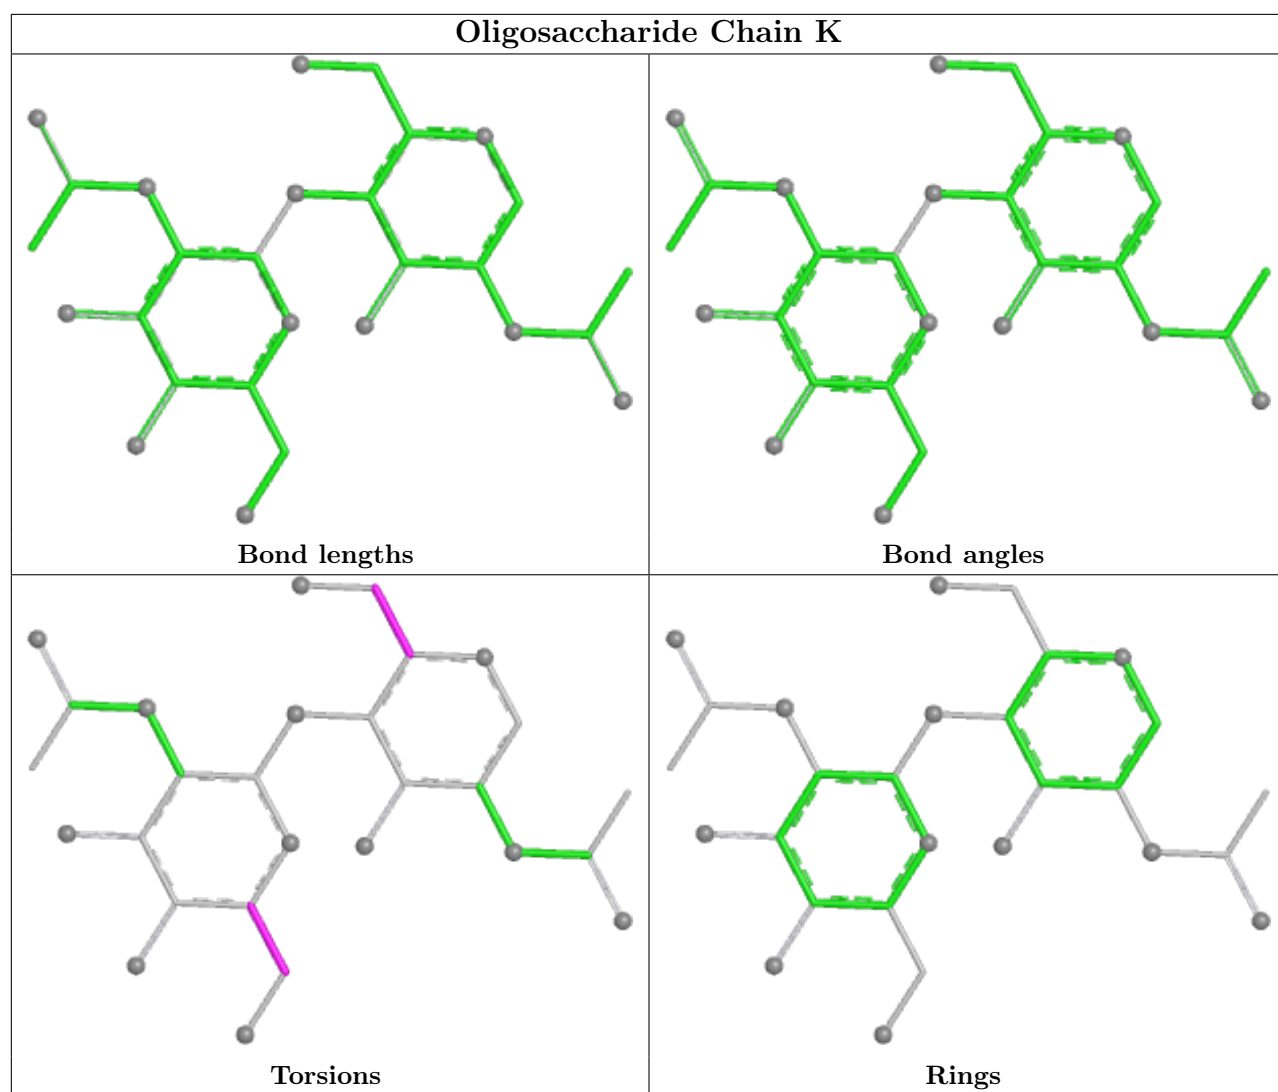 Oligosaccharide Chain K
Bond lengths
Bond angles
Torsions
Rings